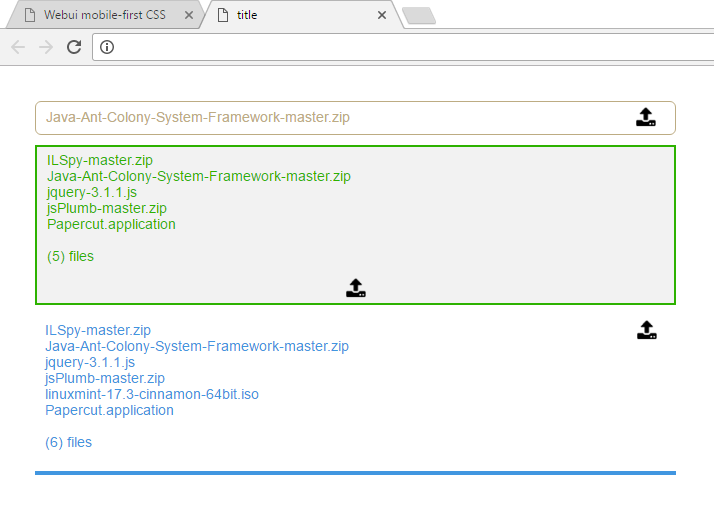 Webui mobile-first CSS
title
Java-Ant-Colony-System-Framework-master.zip
ILSpy-master.zip
Java-Ant-Colony-System-Framework-master.zip
jquery-3.1.1.js
jsPlumb-master.zip
Papercut.application
(5) files
ILSpy-master.zip
Java-Ant-Colony-System-Framework-master.zip
jquery-3.1.1.js
jsPlumb-master.zip
linuxmint-17.3-cinnamon-64bit.iso
Papercut.application
(6) files